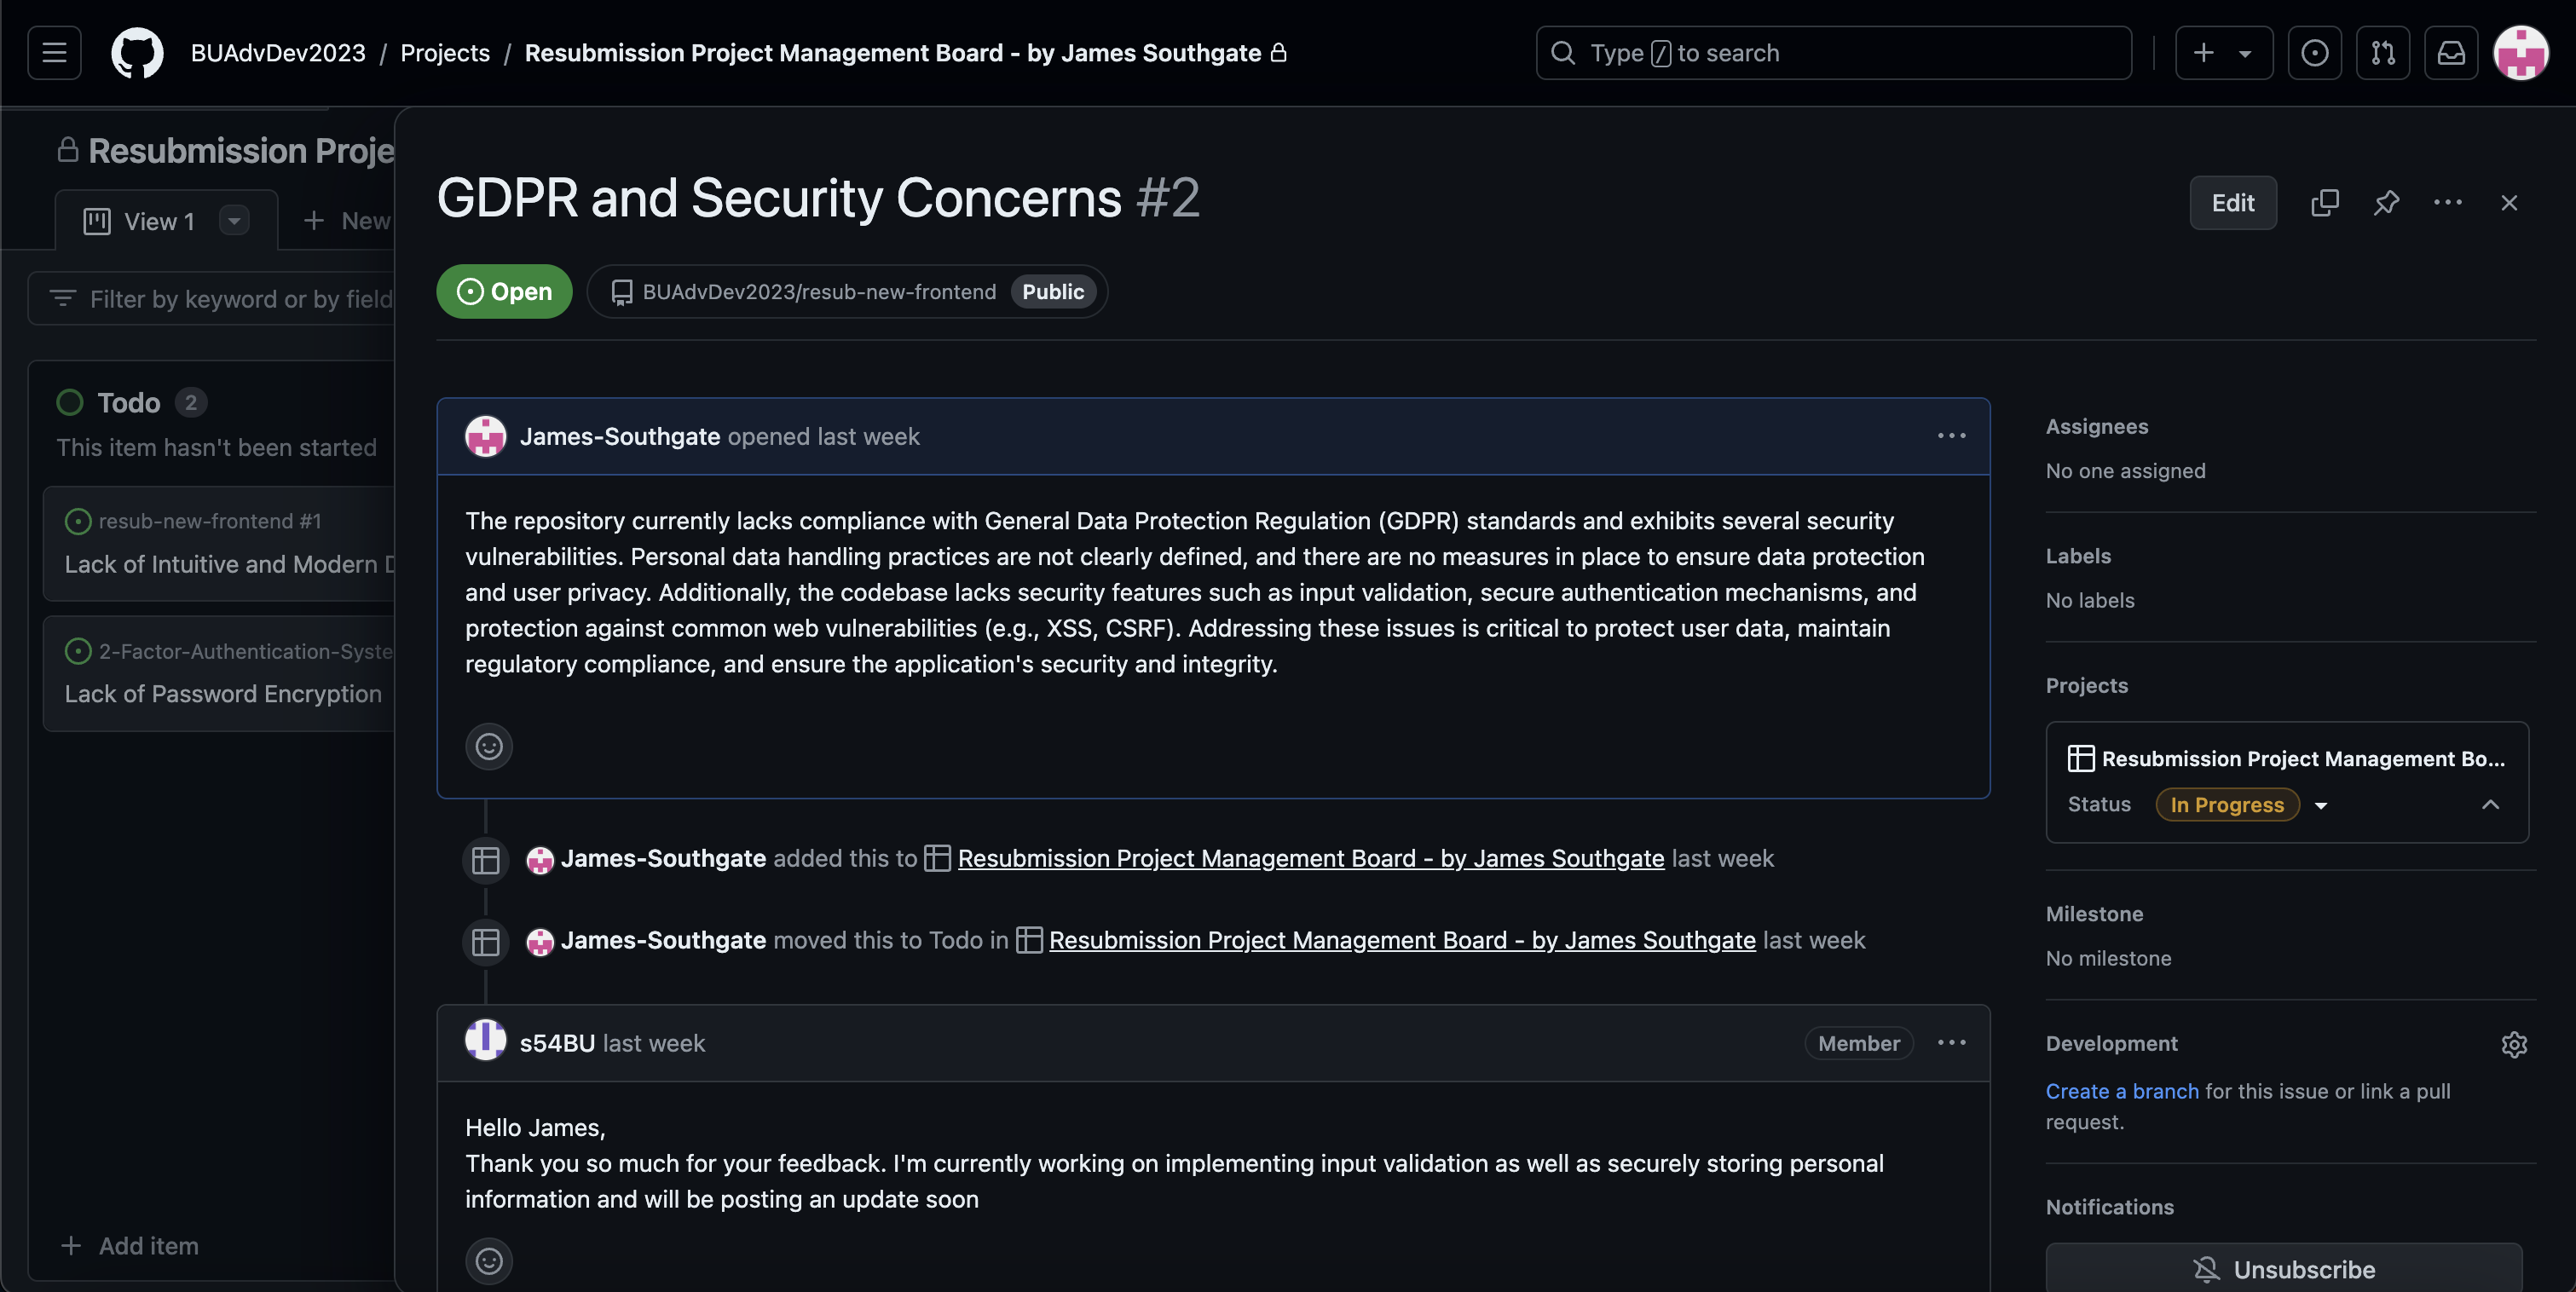 BUAdvDev2023 / Projects / Resubmission Project Management Board - by James Southgate
Type / to search
Resubmission Proje
View 1
New
Filter by keyword or by field
Todo 2
This item hasn't been started
resub-new-frontend #1
Lack of Intuitive and Modern D
2-Factor-Authentication-Syste
Lack of Password Encryption
Add item
GDPR and Security Concerns #2
Edit
Open
BUAdvDev2023/resub-new-frontend Public
James-Southgate opened last week
The repository currently lacks compliance with General Data Protection Regulation (GDPR) standards and exhibits several security
vulnerabilities. Personal data handling practices are not clearly defined, and there are no measures in place to ensure data protection
and user privacy. Additionally, the codebase lacks security features such as input validation, secure authentication mechanisms, and
protection against common web vulnerabilities (e.g., XSS, CSRF). Addressing these issues is critical to protect user data, maintain
regulatory compliance, and ensure the application's security and integrity.
James-Southgate added this to Resubmission Project Management Board - by James Southgate last week
James-Southgate moved this to Todo in Resubmission Project Management Board - by James Southgate last week
s54BU last week
Member
Hello James,
Thank you so much for your feedback. I'm currently working on implementing input validation as well as securely storing personal
information and will be posting an update soon
Assignees
No one assigned
Labels
No labels
Projects
Resubmission Project Management Bo...
Status In Progress
Milestone
No milestone
Development
Create a branch for this issue or link a pull
request.
Notifications
Unsubscribe